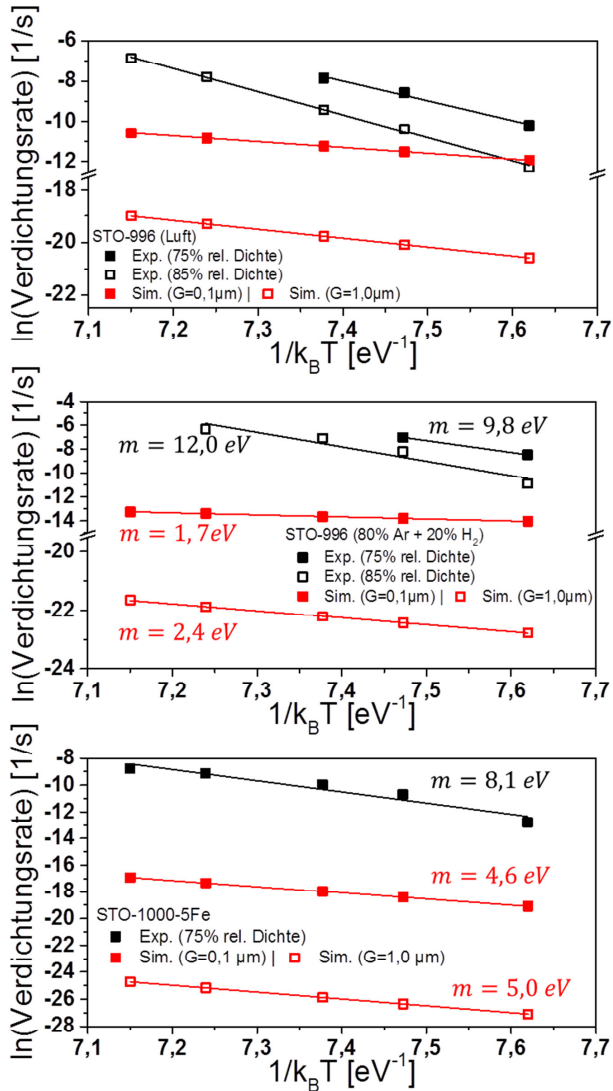 -6
-8
-10
-12
-18
-20
-22
ln(Verdichtungsrate) [1/s]
STO-996 (Luft)
Exp. (75% rel. Dichte)
Exp. (85% rel. Dichte)
Sim. (G=0,1µm) | Sim. (G=1,0µm)
7,1 7,2 7,3 7,4 7,5 7,6 7,7
1/k_BT [eV⁻¹]
-4
-6
-8
-10
-12
-14
-20
-22
-24
ln(Verdichtungsrate) [1/s]
m = 12,0 eV
m = 9,8 eV
m = 1,7eV
STO-996 (80% Ar + 20% H₂)
Exp. (75% rel. Dichte)
Exp. (85% rel. Dichte)
Sim. (G=0,1µm) | Sim. (G=1,0µm)
m = 2,4 eV
7,1 7,2 7,3 7,4 7,5 7,6 7,7
1/k_BT [eV⁻¹]
-8
-10
-12
-14
-16
-18
-20
-22
-24
-26
-28
ln(Verdichtungsrate) [1/s]
m = 8,1 eV
m = 4,6 eV
STO-1000-5Fe
Exp. (75% rel. Dichte)
Sim. (G=0,1 µm) | Sim. (G=1,0 µm)
m = 5,0 eV
7,1 7,2 7,3 7,4 7,5 7,6 7,7
1/k_BT [eV⁻¹]